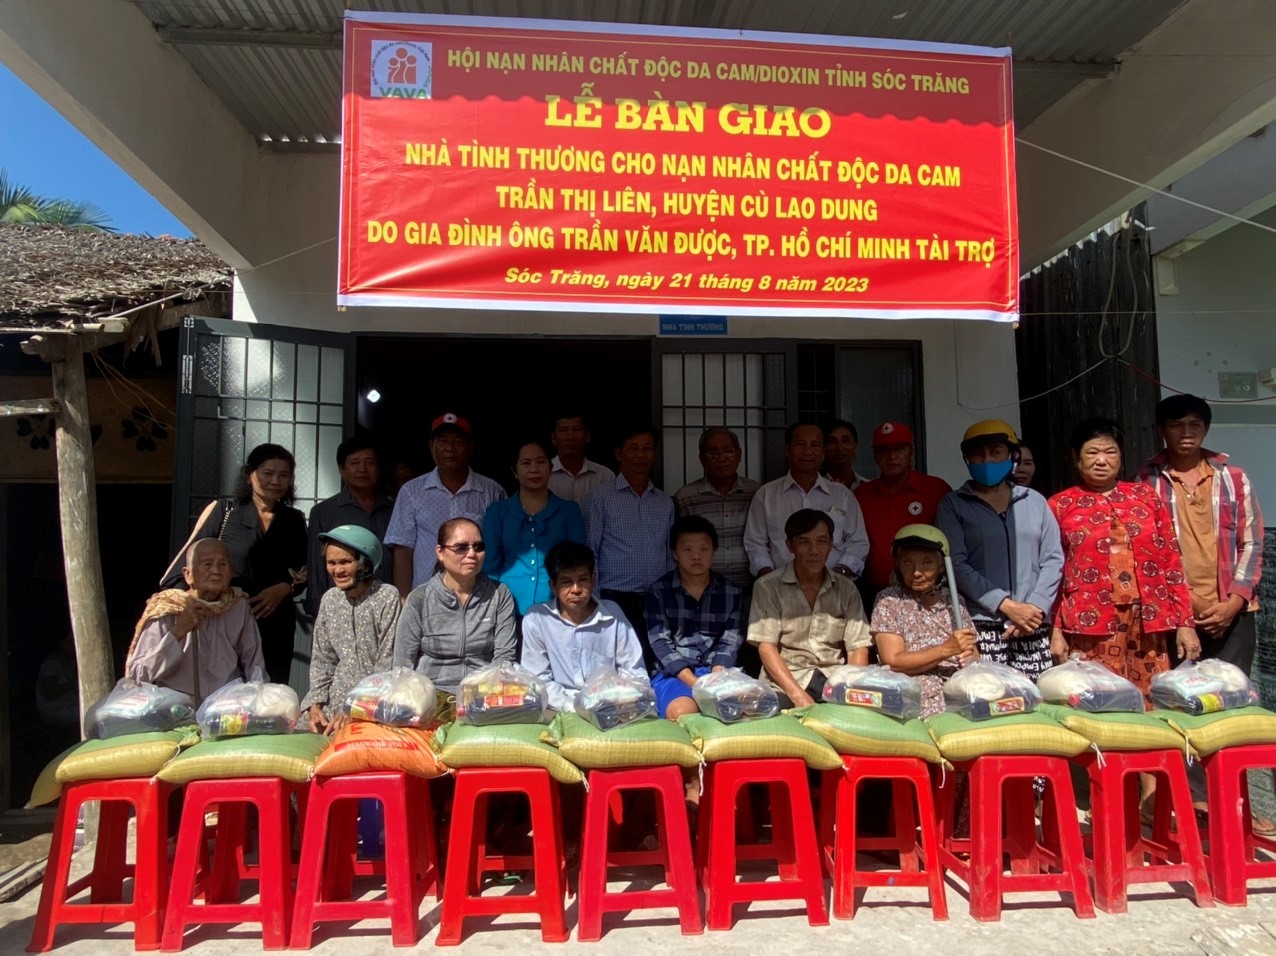 HỘI NẠN NHÂN CHẤT ĐỘC DA CAM/DIOXIN TỈNH SÓC TRĂNG
VAVA
LỄ BÀN GIAO
NHÀ TÌNH THƯƠNG CHO NẠN NHÂN CHẤT ĐỘC DA CAM
TRẦN THỊ LIÊN, HUYỆN CÙ LAO DUNG
DO GIA ĐÌNH ÔNG TRẦN VĂN ĐƯỢC, TP. HỒ CHÍ MINH TÀI TRỢ
Sóc Trăng, ngày 21 tháng 8 năm 2023
NHÀ TÌNH THƯƠNG